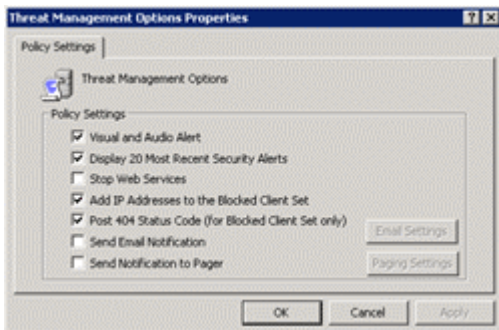 Threat Management Options Properties
Policy Settings
Threat Management Options
Policy Settings
Visual and Audio Alert
Display 20 Most Recent Security Alerts
Stop Web Services
Add IP Addresses to the Blocked Client Set
Post 404 Status Code (for Blocked Client Set only)
Send Email Notification
Email Settings
Send Notification to Pager
Paging Settings
OK Cancel Apply